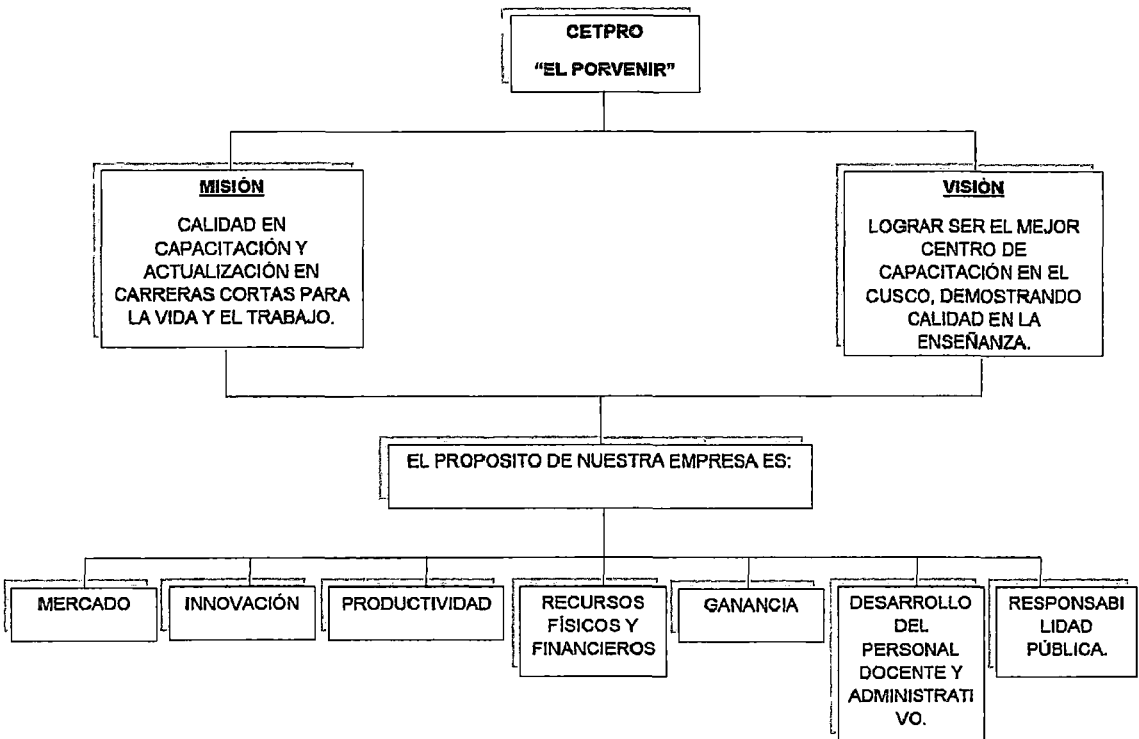 CETPRO
“EL PORVENIR”
MISIÓN
CALIDAD EN
CAPACITACIÓN Y
ACTUALIZACIÓN EN
CARRERAS CORTAS PARA
LA VIDA Y EL TRABAJO.
VISIÓN
LOGRAR SER EL MEJOR
CENTRO DE
CAPACITACIÓN EN EL
CUSCO, DEMOSTRANDO
CALIDAD EN LA
ENSEÑANZA.
EL PROPOSITO DE NUESTRA EMPRESA ES:
MERCADO
INNOVACIÓN
PRODUCTIVIDAD
RECURSOS
FÍSICOS Y
FINANCIEROS
GANANCIA
DESARROLLO
DEL
PERSONAL
DOCENTE Y
ADMINISTRATI
VO.
RESPONSABI
LIDAD
PÚBLICA.